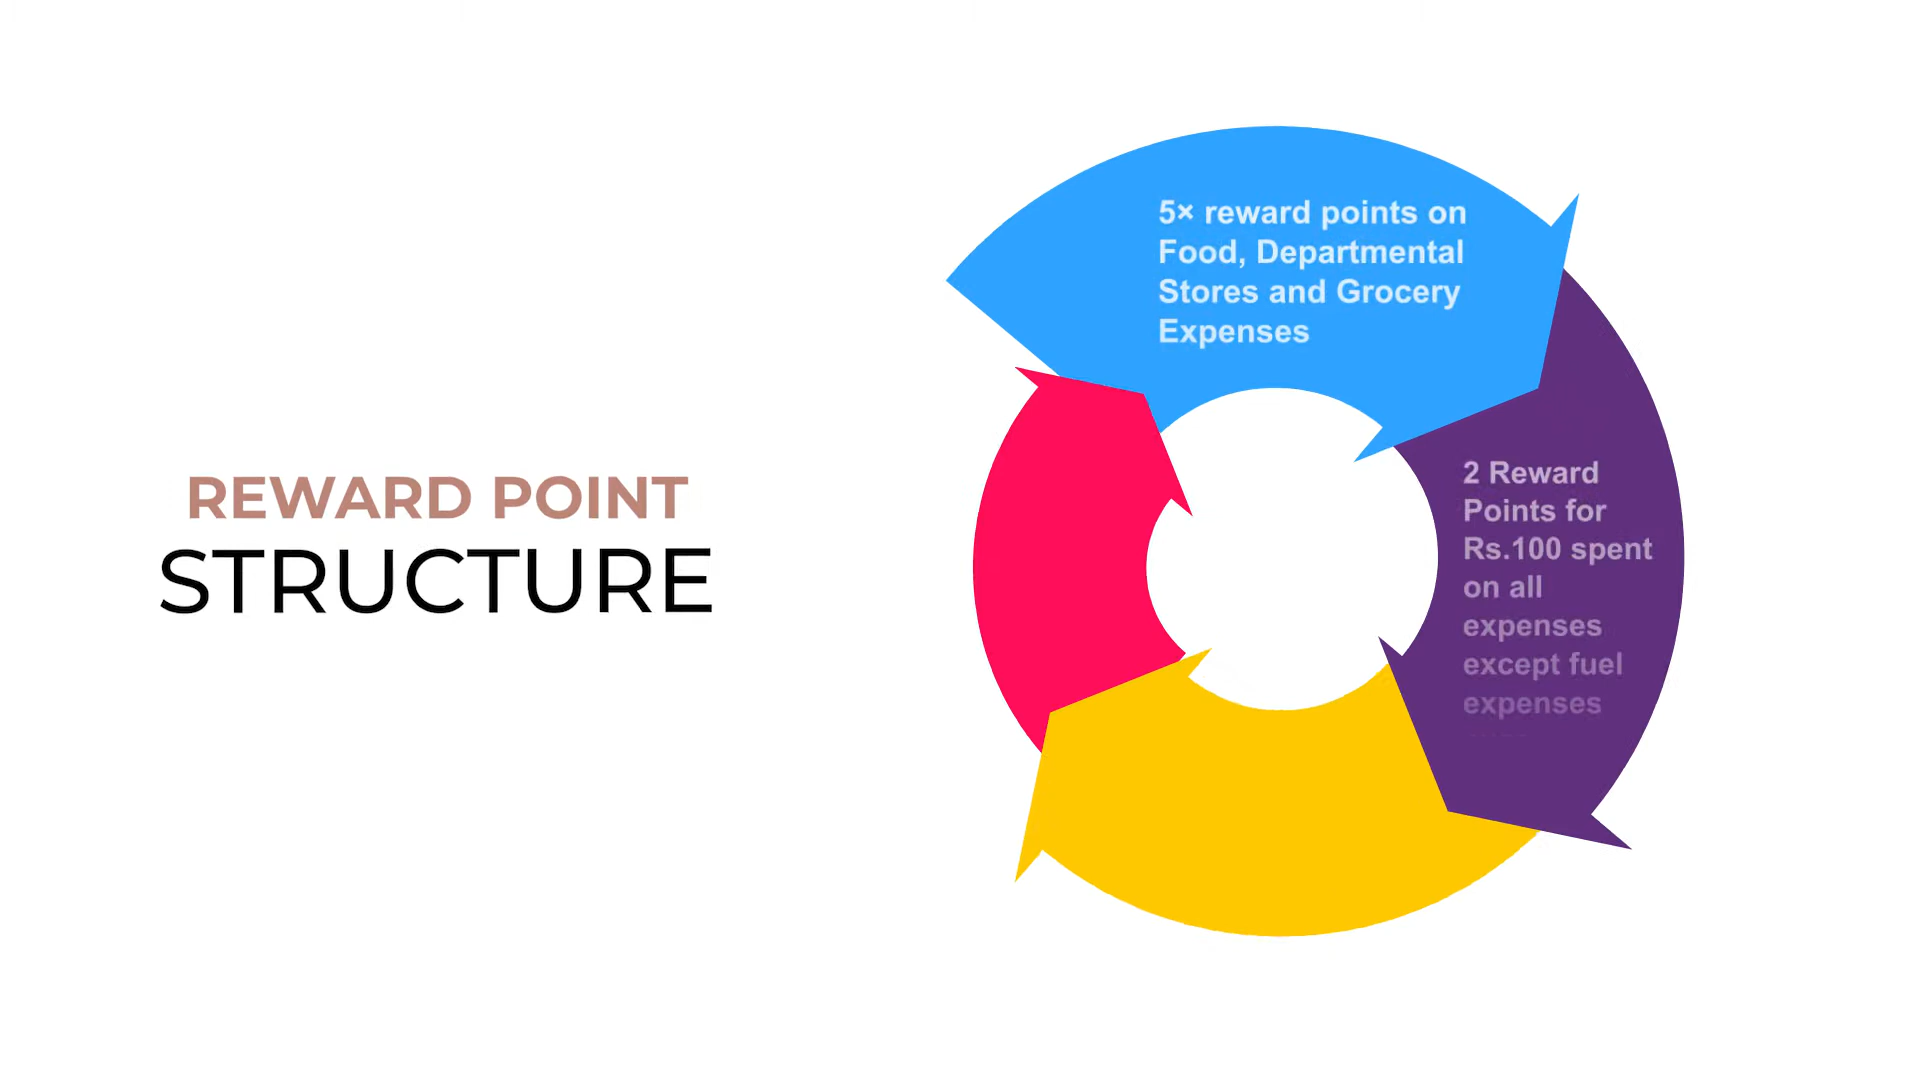 REWARD POINT
STRUCTURE
5× reward points on
Food, Departmental
Stores and Grocery
Expenses
2 Reward
Points for
Rs.100 spent
on all
expenses
except fuel
expenses